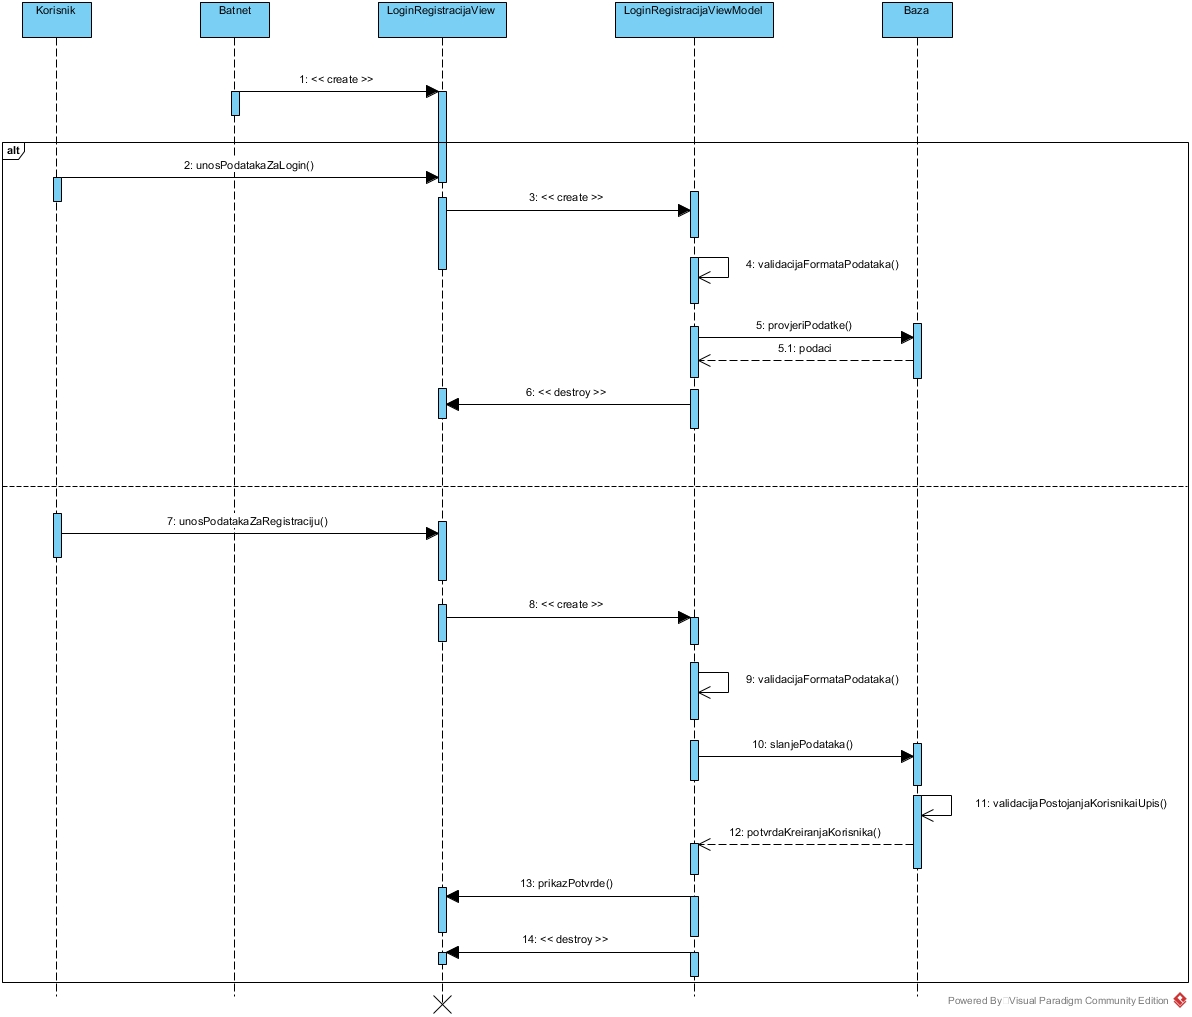 Korisnik
Batnet
LoginRegistracijaView
LoginRegistracijaViewModel
Baza
1: << create >>
alt
2: unosPodatakaZaLogin()
3: << create >>
4: validacijaFormataPodataka()
5: provjeriPodatke()
5.1: podaci
6: << destroy >>
7: unosPodatakaZaRegistraciju()
8: << create >>
9: validacijaFormataPodataka()
10: slanjePodataka()
11: validacijaPostojanjaKorisnikaiUpis()
12: potvrdaKreiranjaKorisnika()
13: prikazPotvrde()
14: << destroy >>
Powered By Visual Paradigm Community Edition